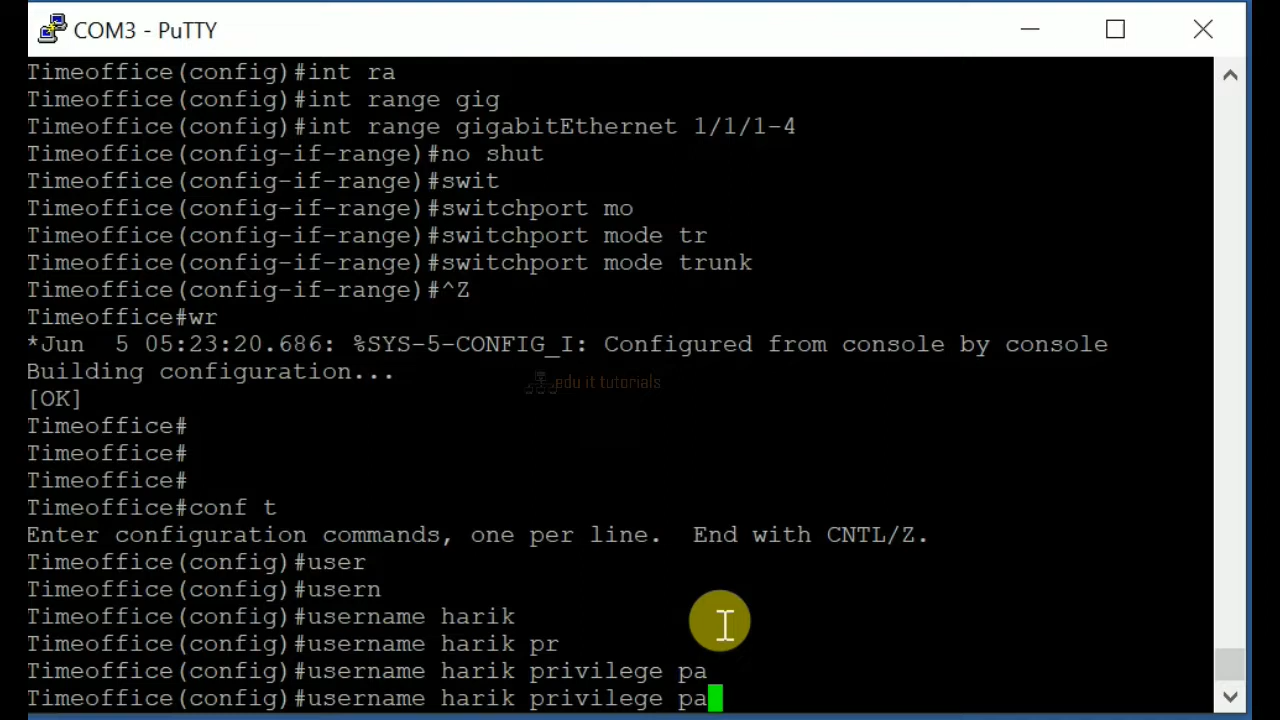 COM3 - PuTTY
Timeoffice(config)#int ra
Timeoffice(config)#int range gig
Timeoffice(config)#int range gigabitEthernet 1/1/1-4
Timeoffice(config-if-range)#no shut
Timeoffice(config-if-range)#swit
Timeoffice(config-if-range)#switchport mo
Timeoffice(config-if-range)#switchport mode tr
Timeoffice(config-if-range)#switchport mode trunk
Timeoffice(config-if-range)#^Z
Timeoffice#wr
*Jun  5 05:23:20.686: %SYS-5-CONFIG_I: Configured from console by console
Building configuration...
edu it tutorials
[OK]
Timeoffice#
Timeoffice#
Timeoffice#
Timeoffice#conf t
Enter configuration commands, one per line.  End with CNTL/Z.
Timeoffice(config)#user
Timeoffice(config)#usern
Timeoffice(config)#username harik
Timeoffice(config)#username harik pr
Timeoffice(config)#username harik privilege pa
Timeoffice(config)#username harik privilege pa